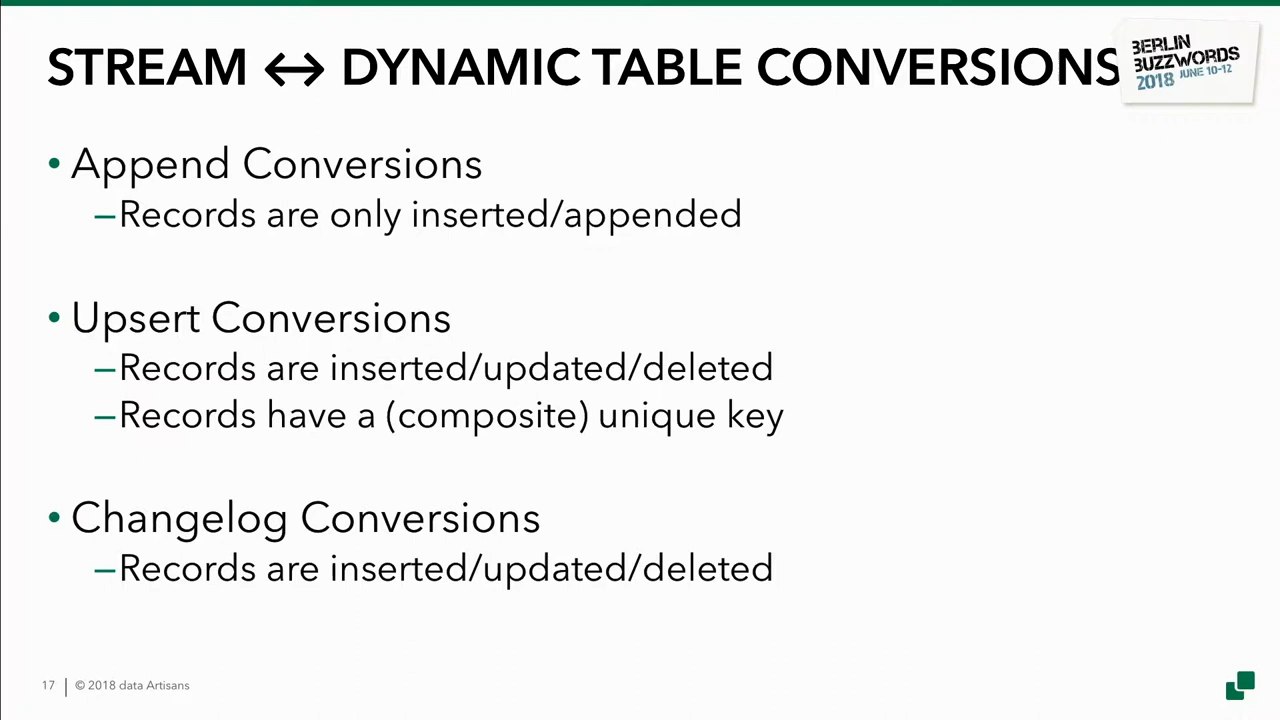 STREAM ↔ DYNAMIC TABLE CONVERSIONS
BERLIN
BUZZWORDS
2018 JUNE 10-12
• Append Conversions
–Records are only inserted/appended
• Upsert Conversions
–Records are inserted/updated/deleted
–Records have a (composite) unique key
• Changelog Conversions
–Records are inserted/updated/deleted
17 | © 2018 data Artisans